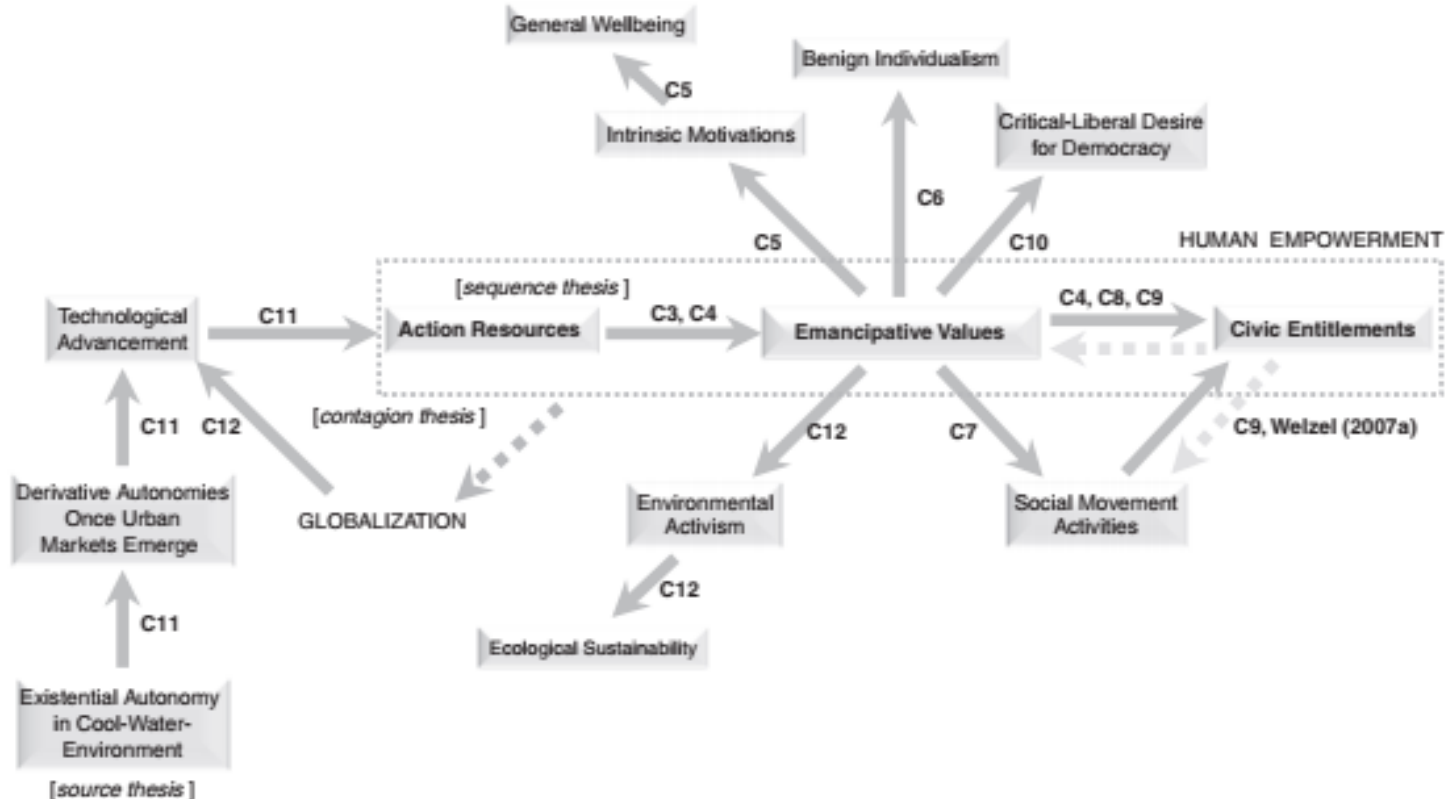 General Wellbeing
Benign Individualism
C5
Intrinsic Motivations
Critical-Liberal Desire
for Democracy
C6
C5
C10
HUMAN EMPOWERMENT
[sequence thesis]
Technological
Advancement
C11
Action Resources
C3, C4
Emancipative Values
C4, C8, C9
Civic Entitlements
[contagion thesis]
C11
C12
C12
C7
C9, Welzel (2007a)
Derivative Autonomies
Once Urban
Markets Emerge
GLOBALIZATION
Environmental
Activism
Social Movement
Activities
C12
C11
Ecological Sustainability
Existential Autonomy
in Cool-Water-
Environment
[source thesis]